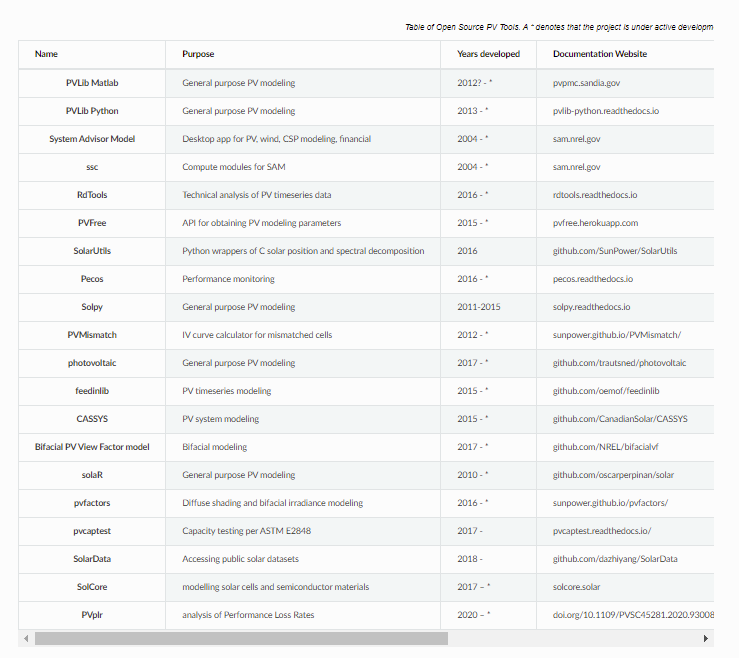 Table of Open Source PV Tools. A * denotes that the project is under active developm
Name Purpose Years developed Documentation Website
PVLib Matlab General purpose PV modeling 2012? - * pvpmc.sandia.gov
PVLib Python General purpose PV modeling 2013 - * pvlib-python.readthedocs.io
System Advisor Model Desktop app for PV, wind, CSP modeling, financial 2004 - * sam.nrel.gov
ssc Compute modules for SAM 2004 - * sam.nrel.gov
RdTools Technical analysis of PV timeseries data 2016 - * rdtools.readthedocs.io
PVFree API for obtaining PV modeling parameters 2015 - * pvfree.herokuapp.com
SolarUtils Python wrappers of C solar position and spectral decomposition 2016 github.com/SunPower/SolarUtils
Pecos Performance monitoring 2016 - * pecos.readthedocs.io
Solpy General purpose PV modeling 2011-2015 solpy.readthedocs.io
PVMismatch IV curve calculator for mismatched cells 2012 - * sunpower.github.io/PVMismatch/
photovoltaic General purpose PV modeling 2017 - * github.com/trautsned/photovoltaic
feedinlib PV timeseries modeling 2015 - * github.com/oemof/feedinlib
CASSYS PV system modeling 2015 - * github.com/CanadianSolar/CASSYS
Bifacial PV View Factor model Bifacial modeling 2017 - * github.com/NREL/bifacialvf
solaR General purpose PV modeling 2010 - * github.com/oscarperpinan/solar
pvfactors Diffuse shading and bifacial irradiance modeling 2016 - * sunpower.github.io/pvfactors/
pvcaptest Capacity testing per ASTM E2848 2017 - pvcaptest.readthedocs.io/
SolarData Accessing public solar datasets 2018 - github.com/dazhiyang/SolarData
SolCore modelling solar cells and semiconductor materials 2017 – * solcore.solar
PVplr analysis of Performance Loss Rates 2020 – * doi.org/10.1109/PVSC45281.2020.93008